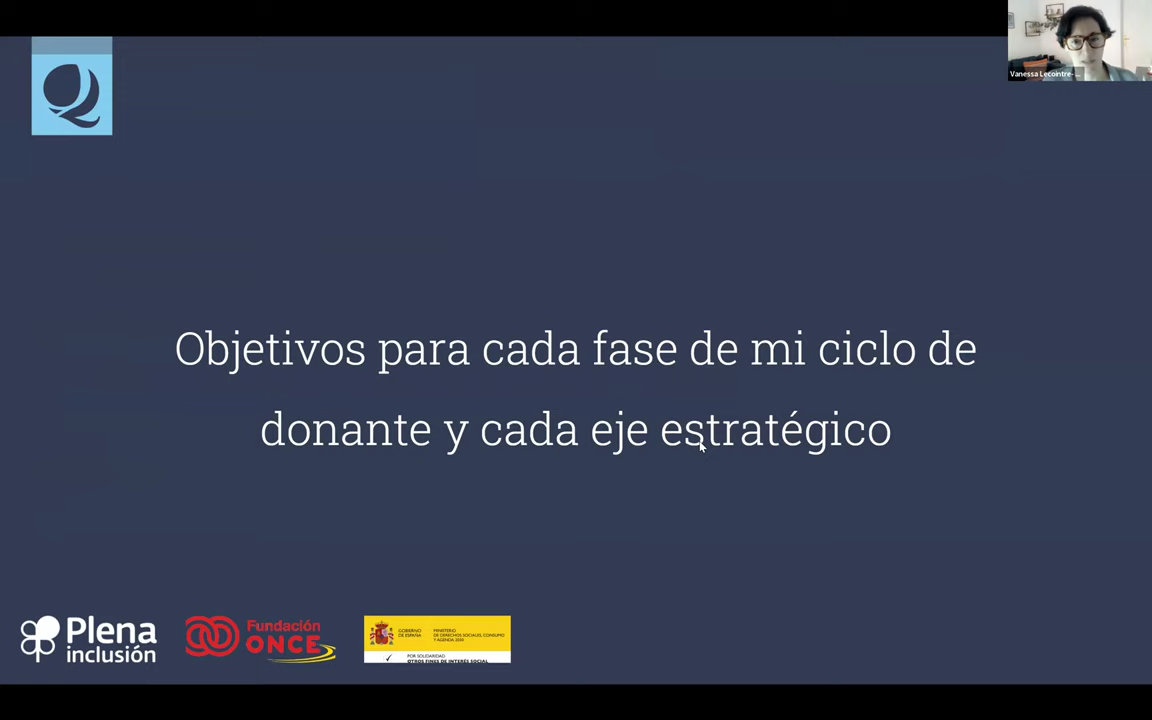 Vanessa Lecointre-...
Objetivos para cada fase de mi ciclo de
donante y cada eje estratégico
Plena
inclusión
Fundación
ONCE
GOBIERNO
DE ESPAÑA
MINISTERIO
DE DERECHOS SOCIALES, CONSUMO
Y AGENDA 2030
POR SOLIDARIDAD
OTROS FINES DE INTERÉS SOCIAL